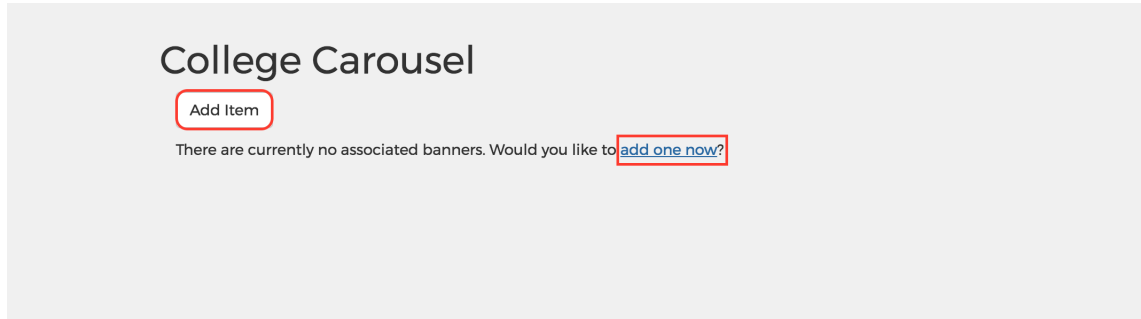 College Carousel
Add Item
There are currently no associated banners. Would you like to add one now?